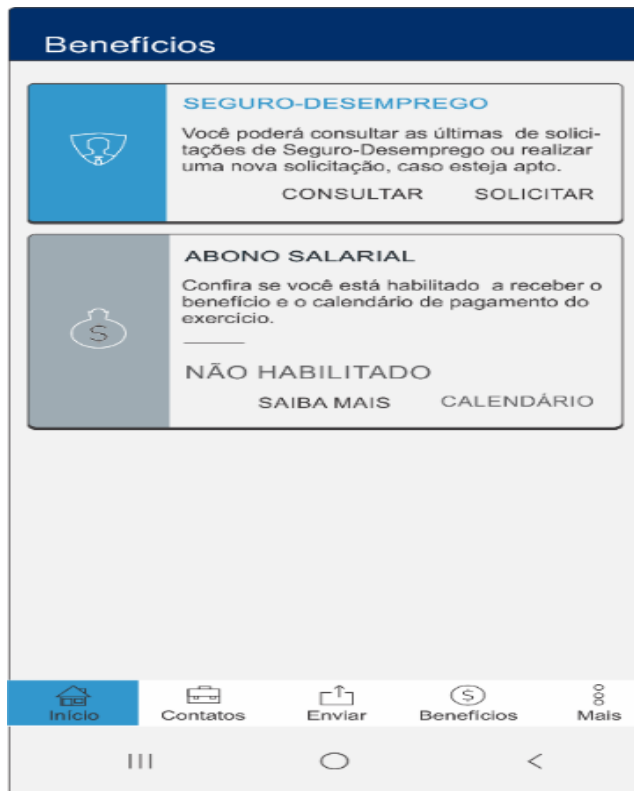 Benefícios
SEGURO-DESEMPREGO
Você poderá consultar as últimas de solici-
tações de Seguro-Desemprego ou realizar
uma nova solicitação, caso esteja apto.
CONSULTAR SOLICITAR
ABONO SALARIAL
Confira se você está habilitado a receber o
benefício e o calendário de pagamento do
exercício.
$
NÃO HABILITADO
SAIBA MAIS CALENDÁRIO
$
Início Contatos Enviar Benefícios Mais